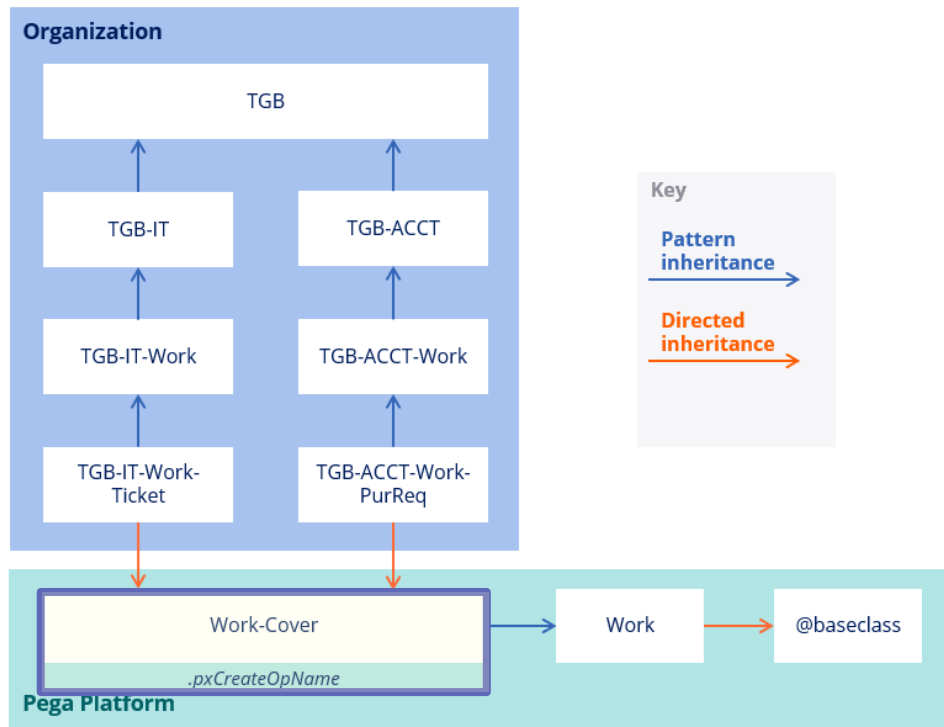 Organization
TGB
TGB-IT
TGB-ACCT
Key
Pattern
inheritance
Directed
inheritance
TGB-IT-Work
TGB-ACCT-Work
TGB-IT-Work-
Ticket
TGB-ACCT-Work-
PurReq
Work-Cover
.pxCreateOpName
Work
@baseclass
Pega Platform